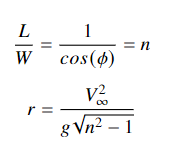 L/W = 1/cos(ϕ) = n
r = V∞²/(g√(n² − 1))